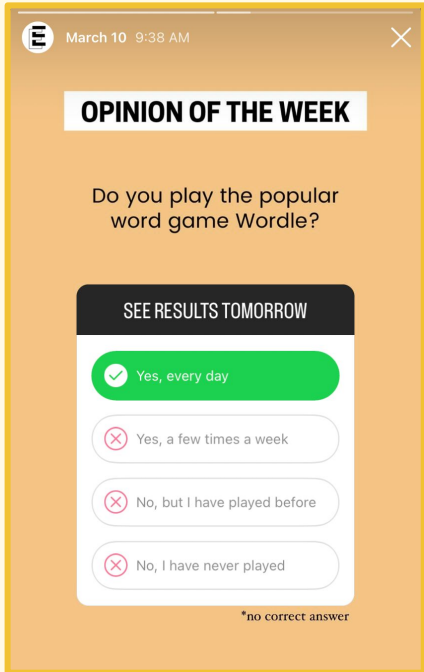 E March 10 9:38 AM
OPINION OF THE WEEK
Do you play the popular
word game Wordle?
SEE RESULTS TOMORROW
Yes, every day
Yes, a few times a week
No, but I have played before
No, I have never played
*no correct answer